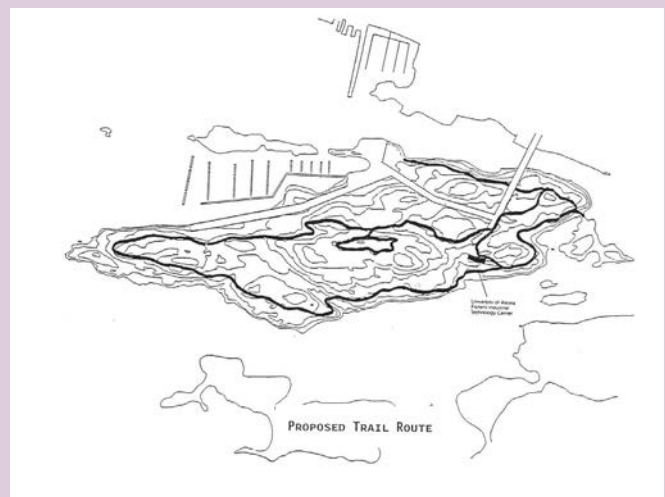 University of Alaska
Fishery Industrial
Technology Center
PROPOSED TRAIL ROUTE